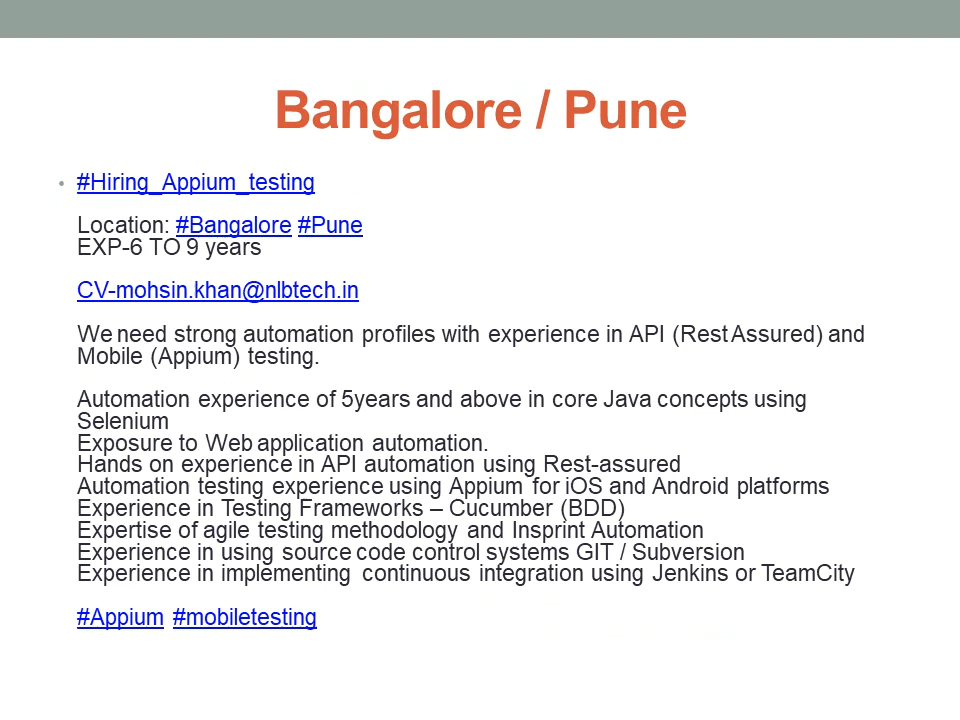 Bangalore / Pune
• #Hiring_Appium_testing
Location: #Bangalore #Pune
EXP-6 TO 9 years
CV-mohsin.khan@nlbtech.in
We need strong automation profiles with experience in API (Rest Assured) and
Mobile (Appium) testing.
Automation experience of 5years and above in core Java concepts using
Selenium
Exposure to Web application automation.
Hands on experience in API automation using Rest-assured
Automation testing experience using Appium for iOS and Android platforms
Experience in Testing Frameworks – Cucumber (BDD)
Expertise of agile testing methodology and Insprint Automation
Experience in using source code control systems GIT / Subversion
Experience in implementing continuous integration using Jenkins or TeamCity
#Appium #mobiletesting